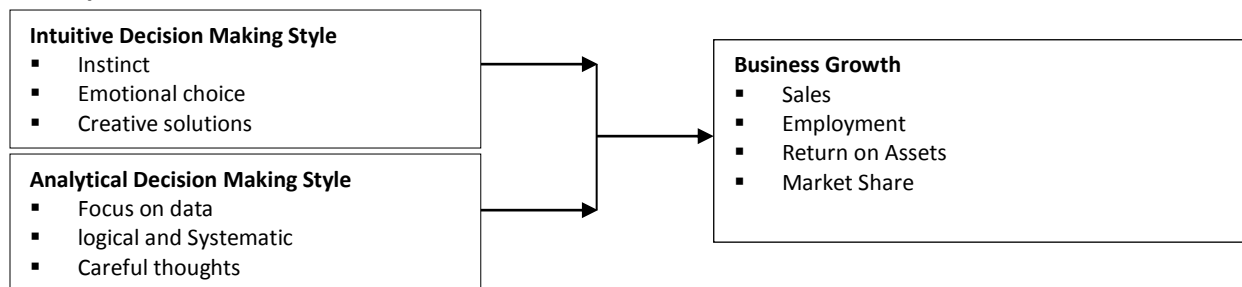 Intuitive Decision Making Style
▪ Instinct
▪ Emotional choice
▪ Creative solutions
Analytical Decision Making Style
▪ Focus on data
▪ logical and Systematic
▪ Careful thoughts
Business Growth
▪ Sales
▪ Employment
▪ Return on Assets
▪ Market Share